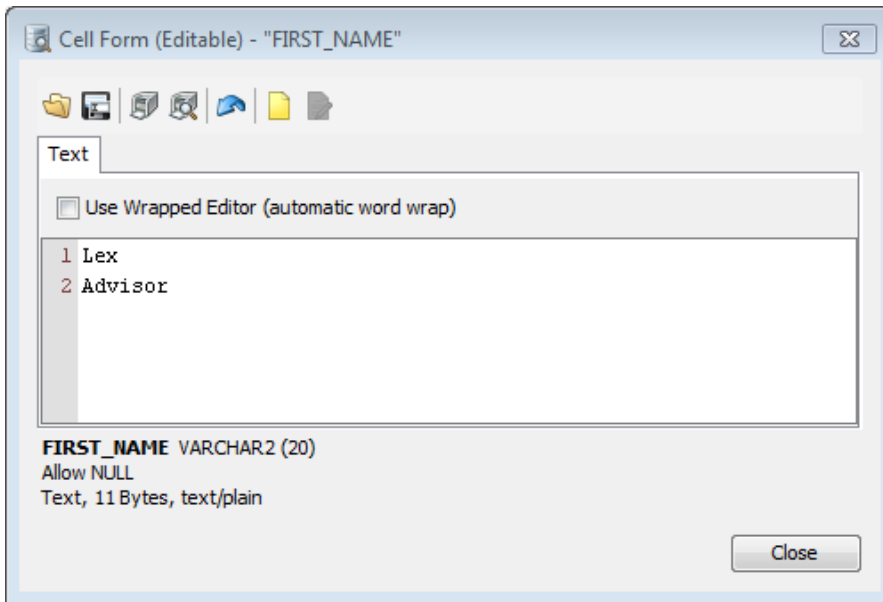 Cell Form (Editable) - "FIRST_NAME"
Text
Use Wrapped Editor (automatic word wrap)
1 Lex
2 Advisor
FIRST_NAME VARCHAR2 (20)
Allow NULL
Text, 11 Bytes, text/plain
Close